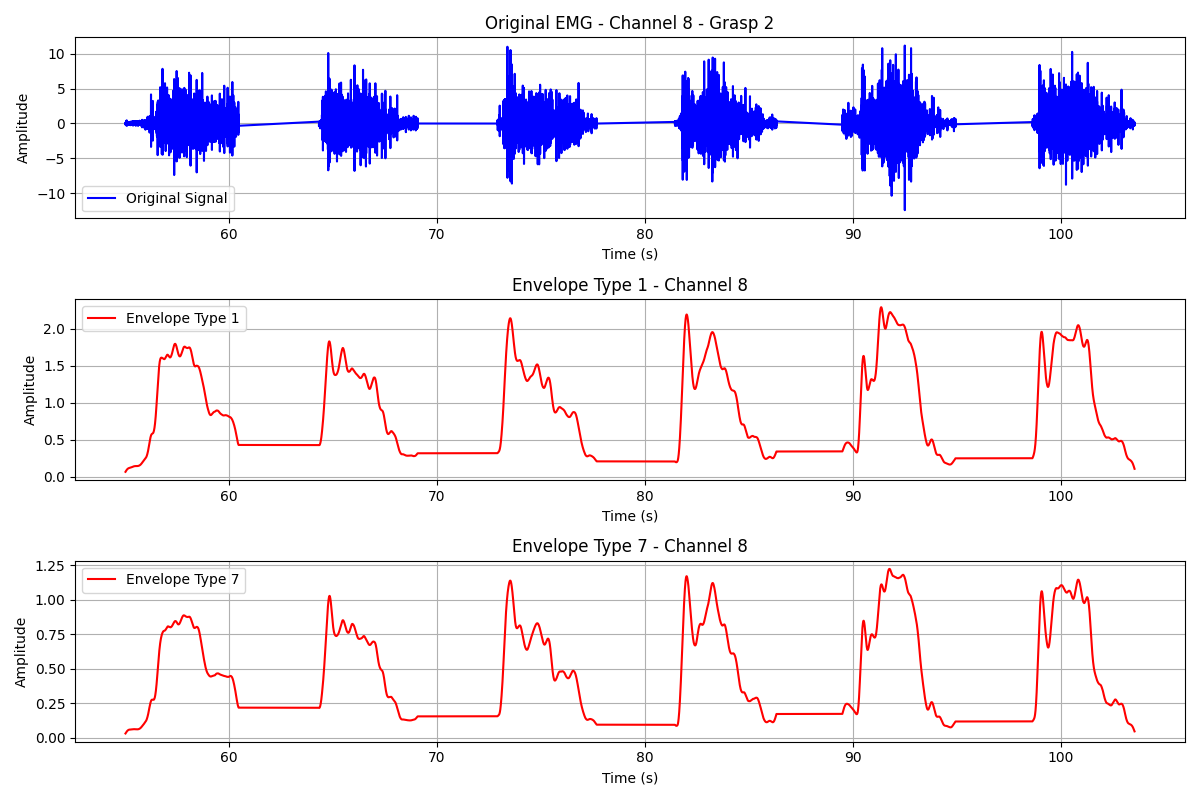 Original EMG - Channel 8 - Grasp 2
Amplitude
10
5
0
−5
−10
Original Signal
60 70 80 90 100
Time (s)
Envelope Type 1 - Channel 8
Amplitude
2.0
1.5
1.0
0.5
0.0
Envelope Type 1
60 70 80 90 100
Time (s)
Envelope Type 7 - Channel 8
Amplitude
1.25
1.00
0.75
0.50
0.25
0.00
Envelope Type 7
60 70 80 90 100
Time (s)